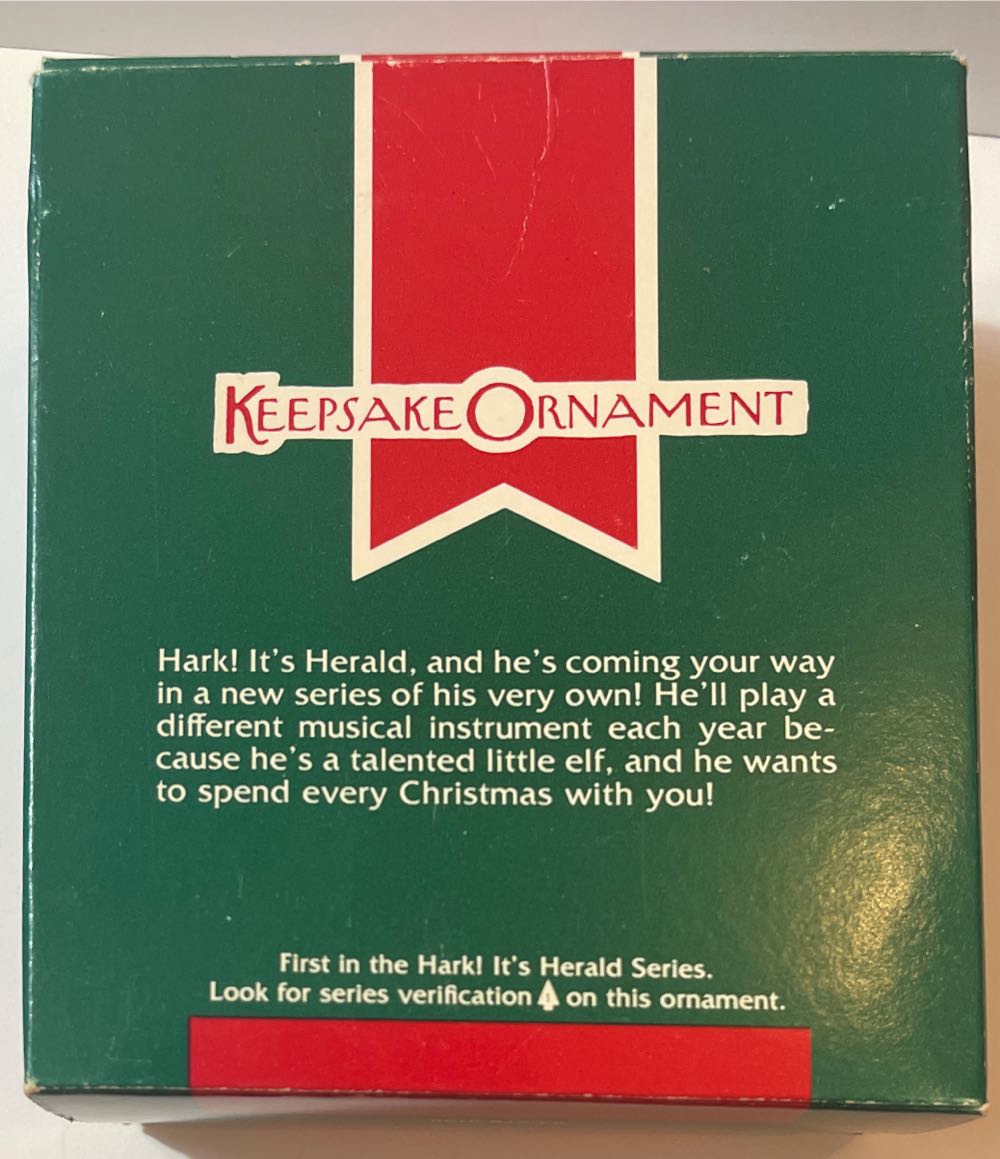 KEEPSAKE ORNAMENT
Hark! It's Herald, and he's coming your way
in a new series of his very own! He'll play a
different musical instrument each year be-
cause he's a talented little elf, and he wants
to spend every Christmas with you!
First in the Hark! It's Herald Series.
Look for series verification on this ornament.